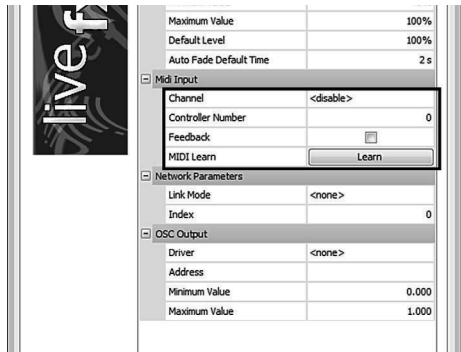 live f
Maximum Value 100%
Default Level 100%
Auto Fade Default Time 2 s
Midi Input
Channel <disable>
Controller Number 0
Feedback
MIDI Learn Learn
Network Parameters
Link Mode <none>
Index 0
OSC Output
Driver <none>
Address
Minimum Value 0.000
Maximum Value 1.000